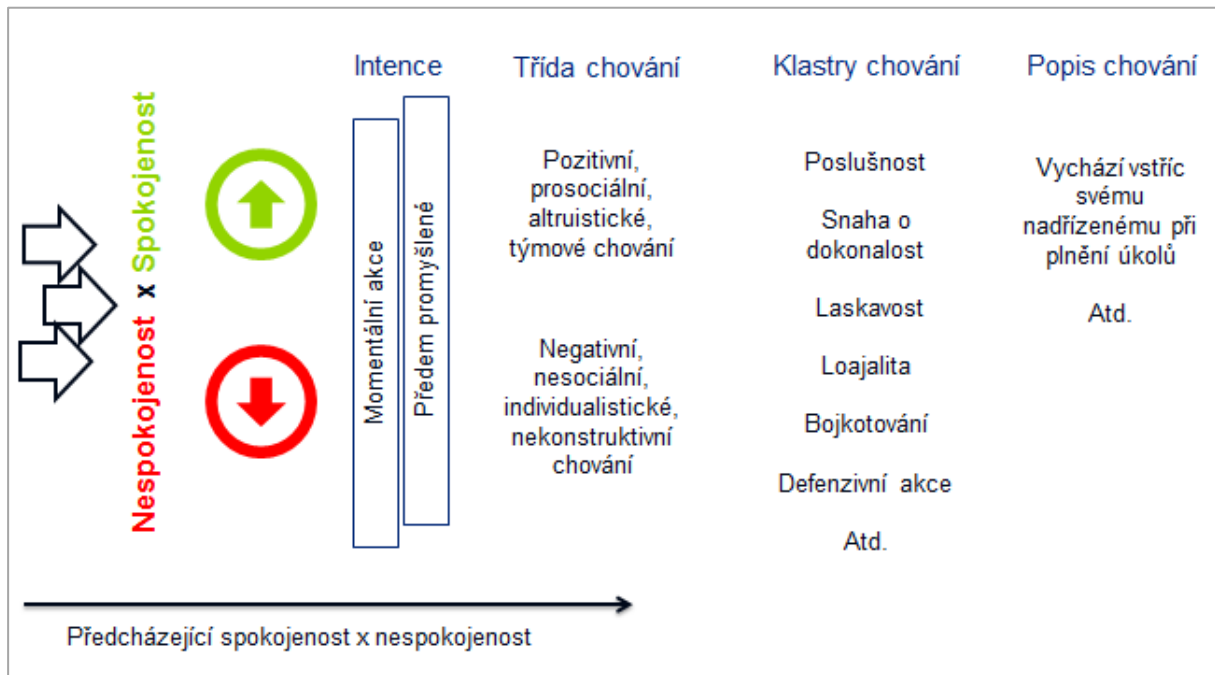 Intence
Třída chování
Klastry chování
Popis chování
Nespokojenost x Spokojenost
Momentální akce
Předem promyšlené
Pozitivní,
prosociální,
altruistické,
týmové chování
Negativní,
nesociální,
individualistické,
nekonstruktivní
chování
Poslušnost
Snaha o
dokonalost
Laskavost
Loajalita
Bojkotování
Defenzivní akce
Atd.
Vychází vstříc
svému
nadřízenému při
plnění úkolů
Atd.
Předcházející spokojenost x nespokojenost